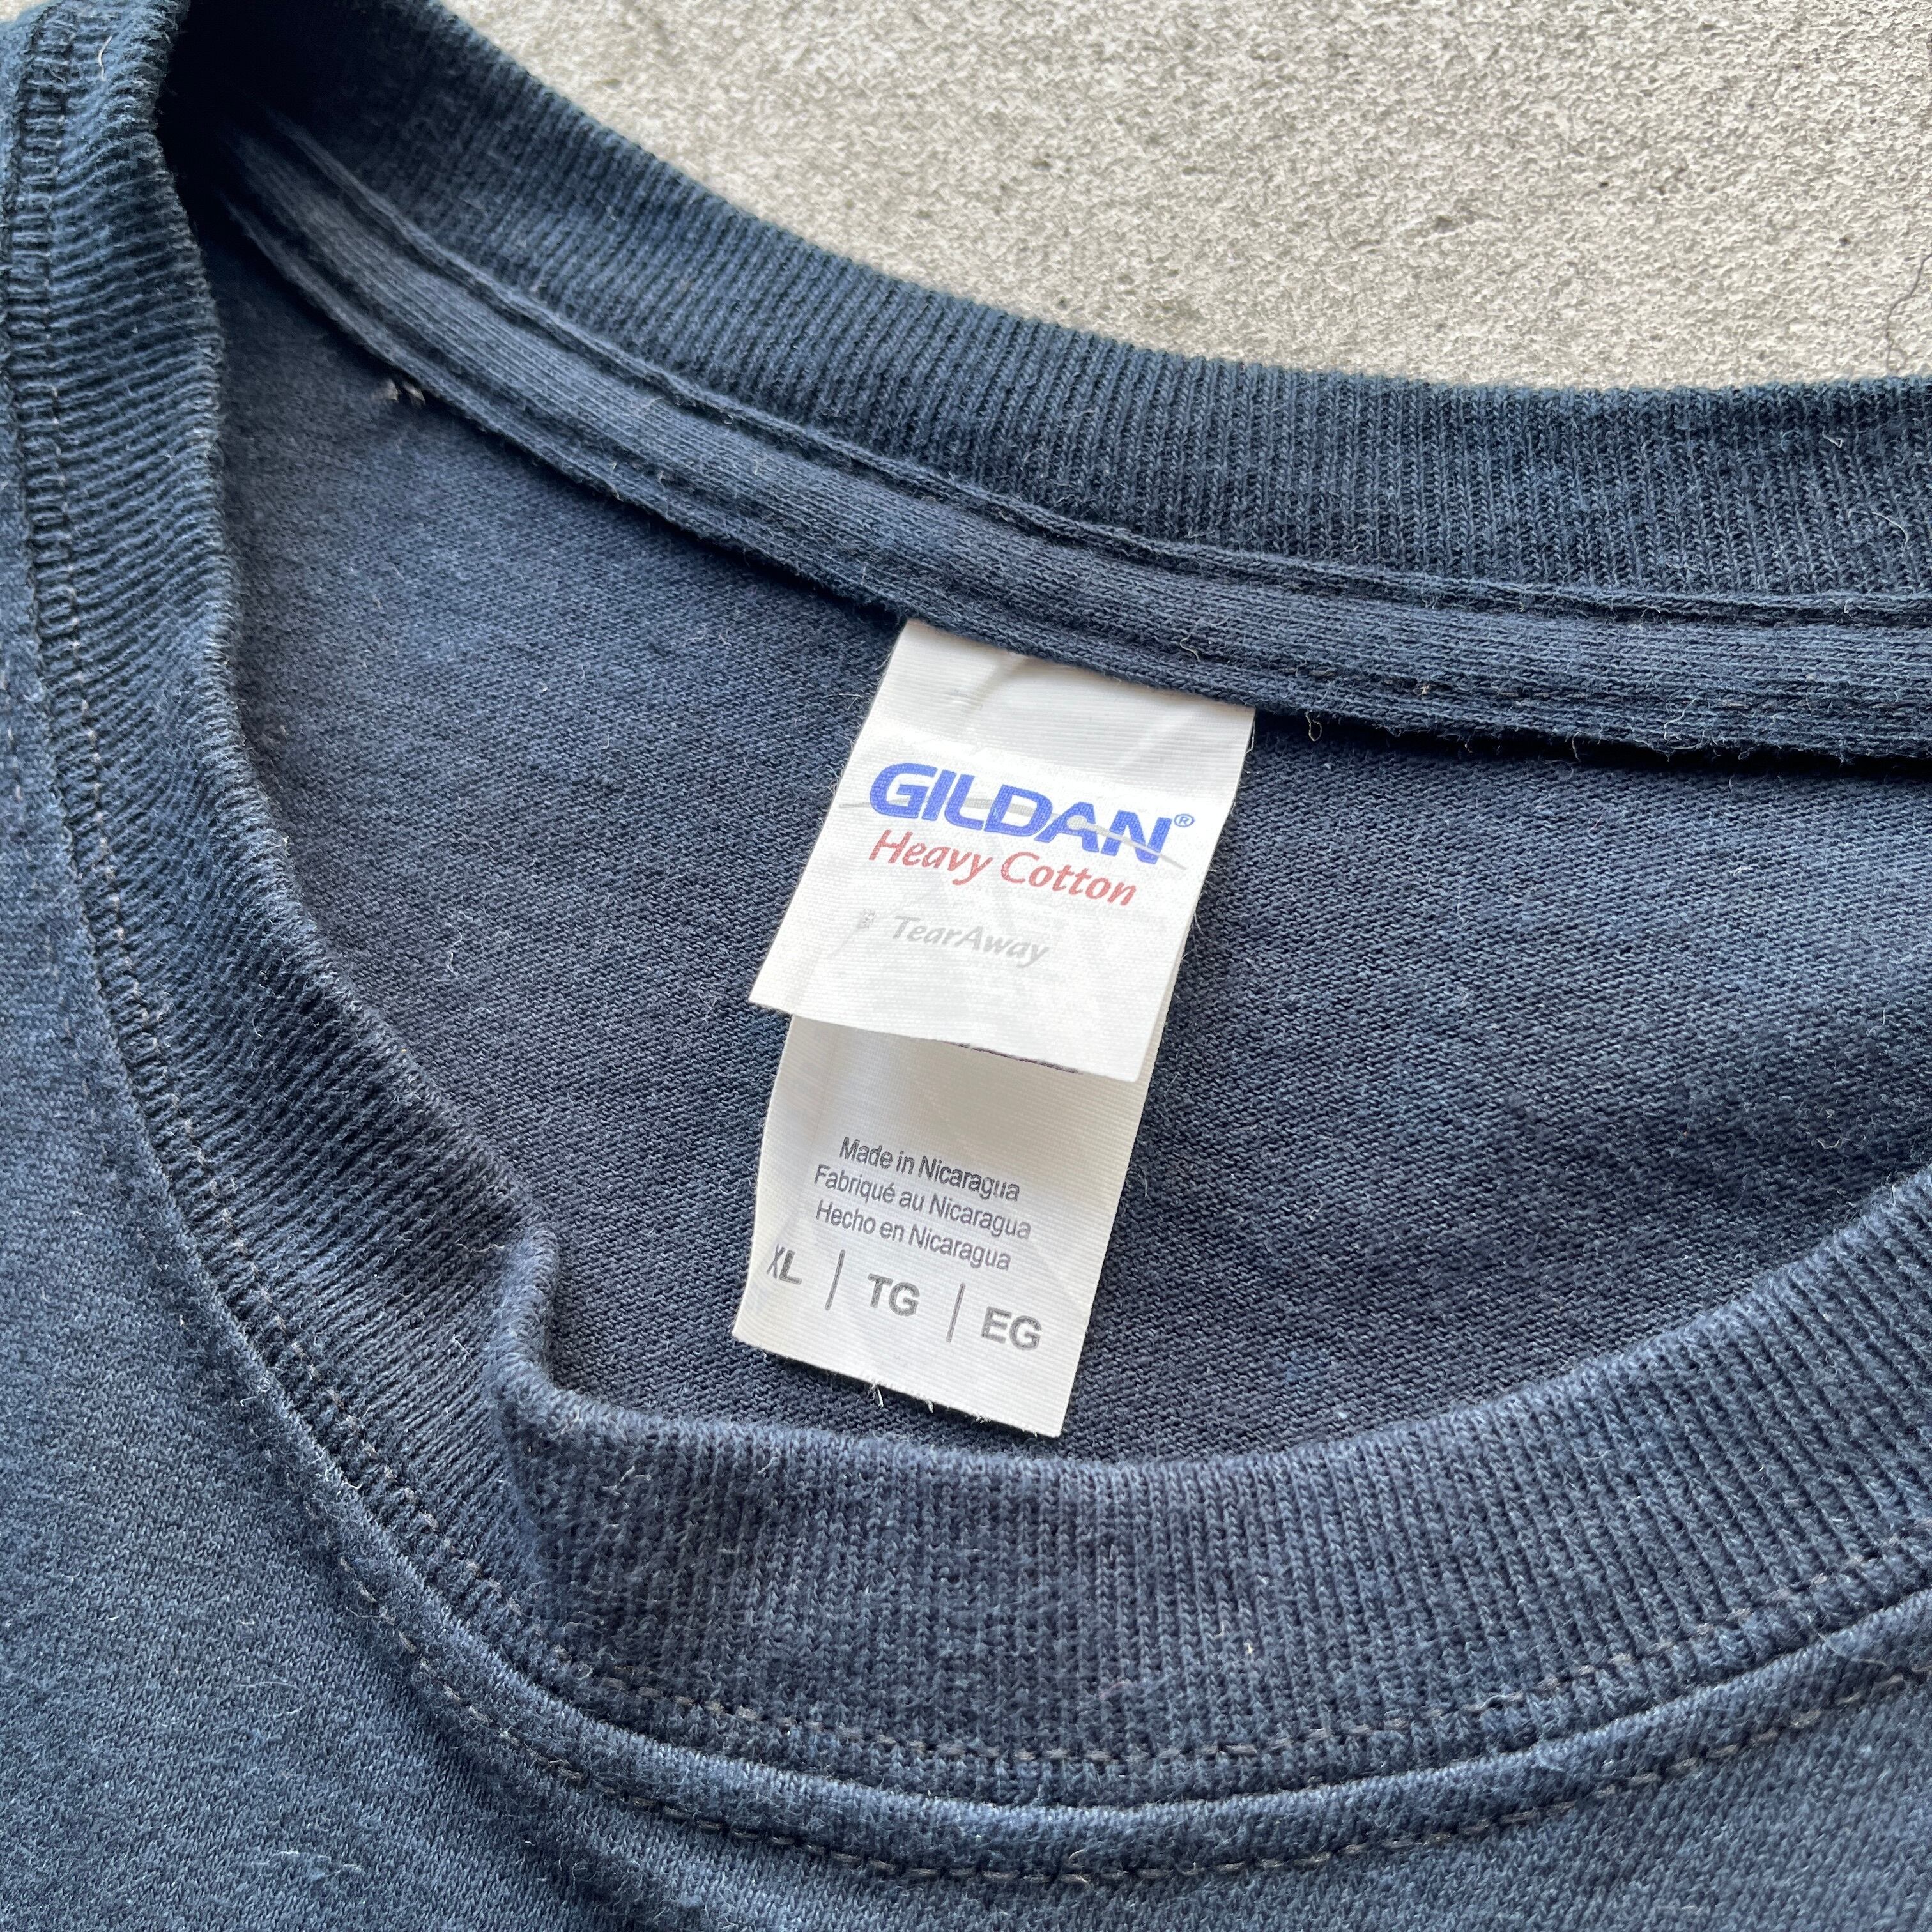 GILDAN®
Heavy Cotton
TearAway
Made in Nicaragua
Fabriqué au Nicaragua
Hecho en Nicaragua
XL | TG | EG